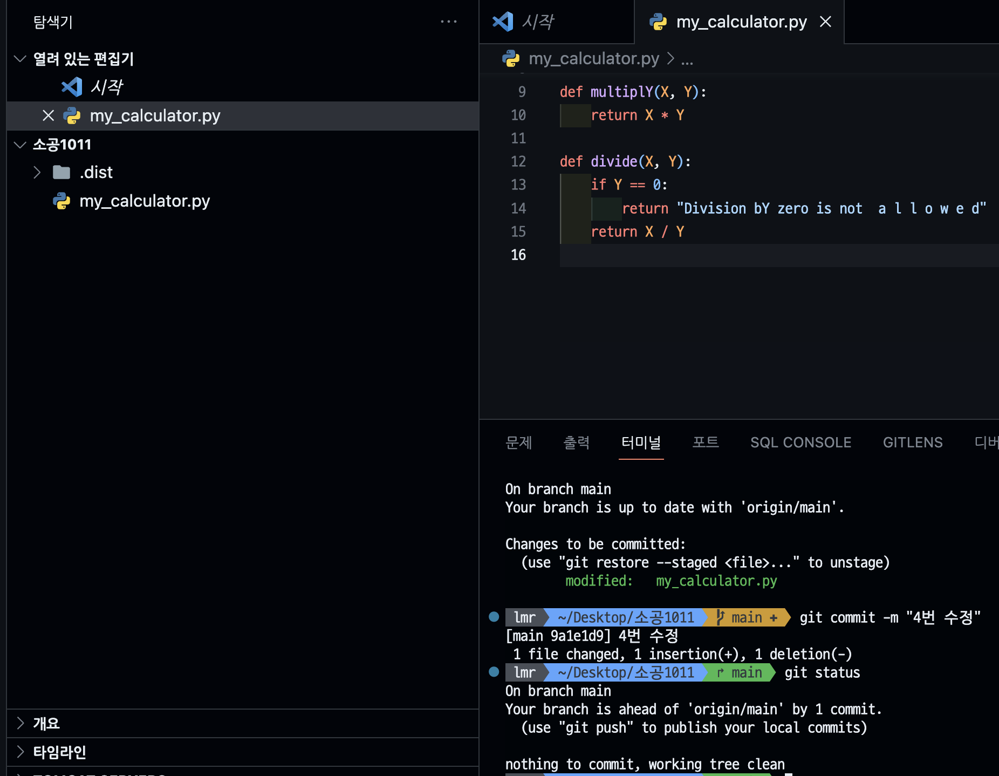 탐색기
열려 있는 편집기
시작
my_calculator.py
소공1011
.dist
my_calculator.py
개요
타임라인
시작
my_calculator.py
my_calculator.py > ...
9 def multiplY(X, Y):
10 return X * Y
11
12 def divide(X, Y):
13 if Y == 0:
14 return "Division bY zero is not  a l l o w e d"
15 return X / Y
16
문제 출력 터미널 포트 SQL CONSOLE GITLENS 디버
On branch main
Your branch is up to date with 'origin/main'.
Changes to be committed:
(use "git restore --staged <file>..." to unstage)
modified:   my_calculator.py
lmr ~/Desktop/소공1011 main + git commit -m "4번 수정"
[main 9a1e1d9] 4번 수정
1 file changed, 1 insertion(+), 1 deletion(-)
lmr ~/Desktop/소공1011 main git status
On branch main
Your branch is ahead of 'origin/main' by 1 commit.
(use "git push" to publish your local commits)
nothing to commit, working tree clean